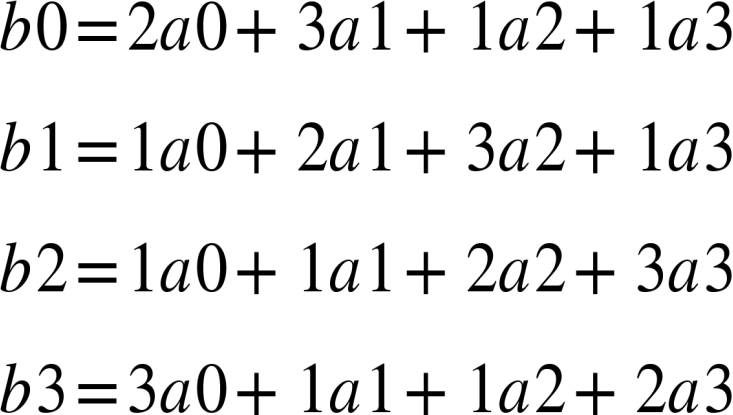 b0=2a0+ 3a1+ 1a2+ 1a3
b1=1a0+ 2a1+ 3a2+ 1a3
b2=1a0+ 1a1+ 2a2+ 3a3
b3=3a0+ 1a1+ 1a2+ 2a3